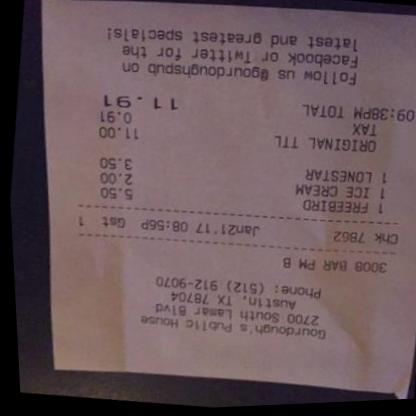 Gourdough's Public House
2700 South Lamar Blvd
Austin, TX 78704
Phone: (512) 912-9070
3008 BAR PM B
Chk 7862 Jan21'17 08:56P Gst 1
1 FREEBIRD 5.50
1 ICE CREAM 2.00
1 LONESTAR 3.50
ORIGINAL TTL 11.00
TAX 0.91
09:38PM TOTAL 11.91
Follow us @gourdoughspub on
Facebook or Twitter for the
latest and greatest specials!